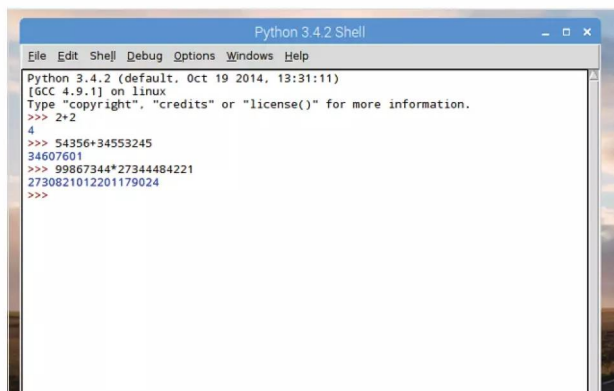 Python 3.4.2 Shell
File Edit Shell Debug Options Windows Help
Python 3.4.2 (default, Oct 19 2014, 13:31:11)
[GCC 4.9.1] on linux
Type "copyright", "credits" or "license()" for more information.
>>> 2+2
4
>>> 54356+34553245
34607601
>>> 99867344*27344484221
2730821012201179024
>>>